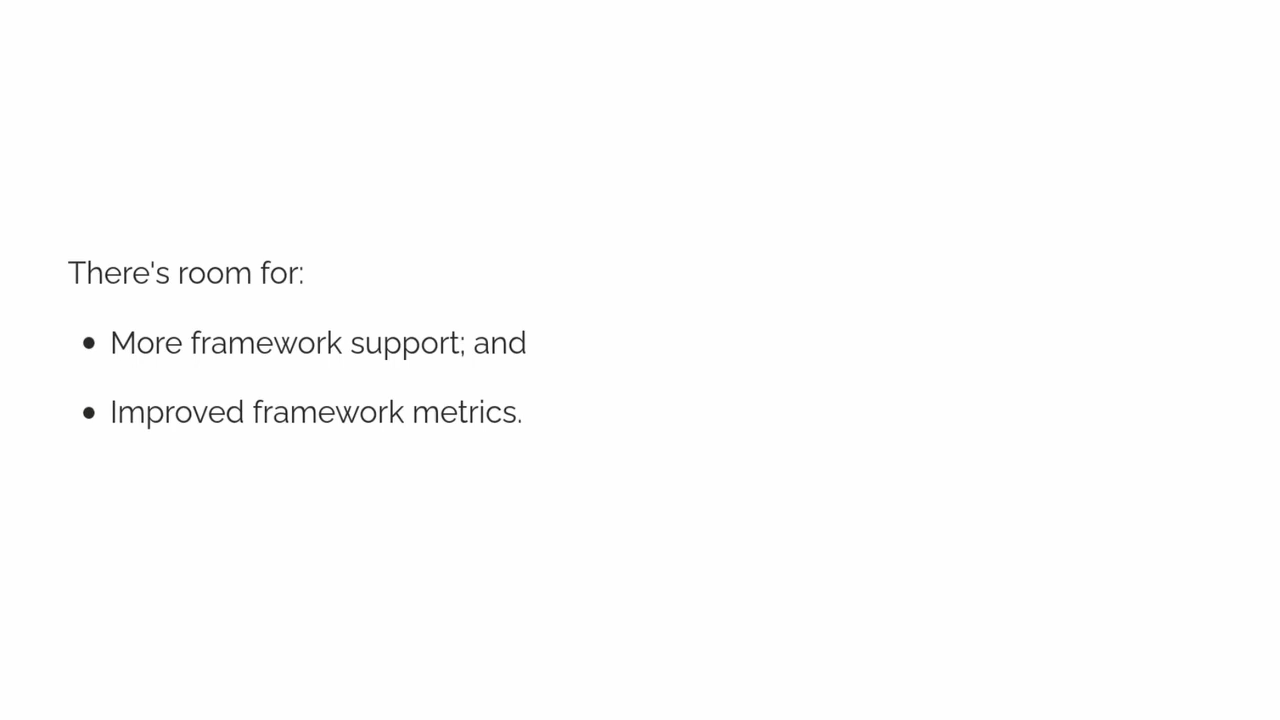 There's room for:
• More framework support; and
• Improved framework metrics.